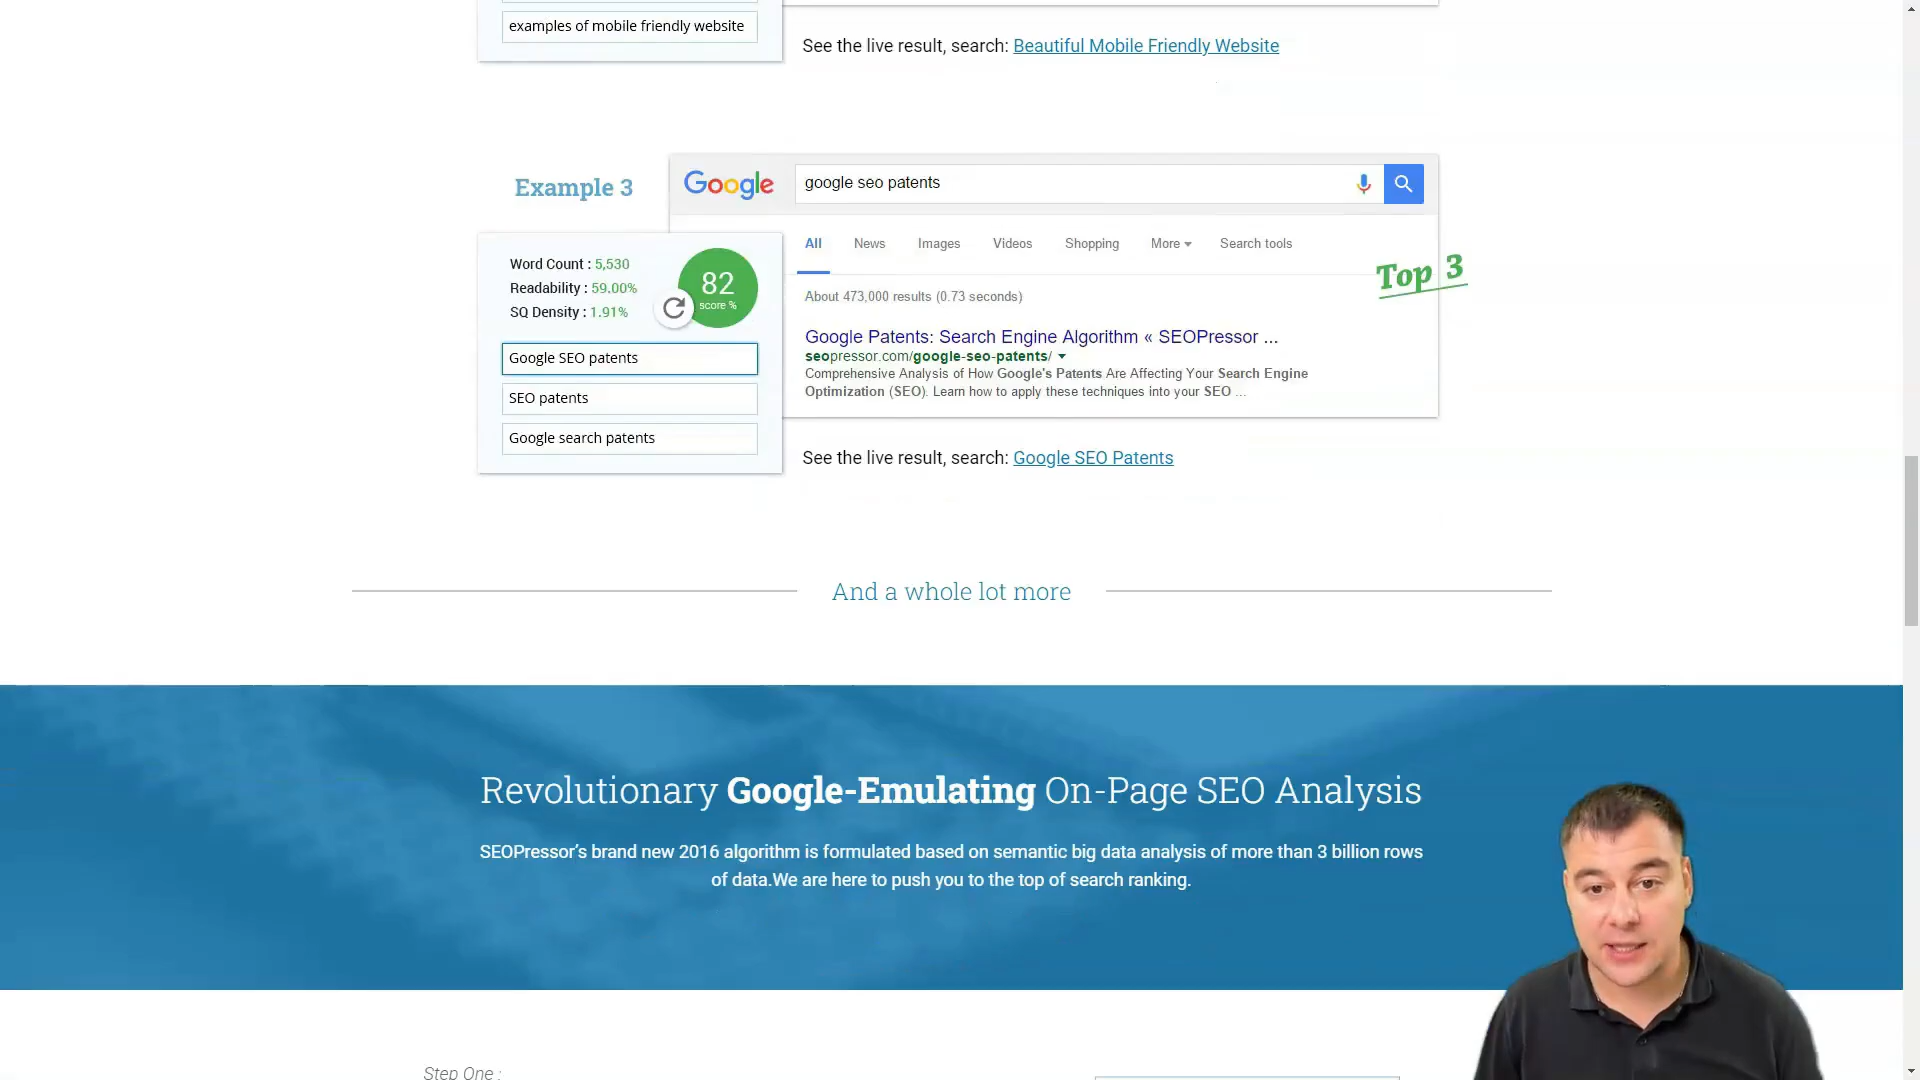 examples of mobile friendly website
See the live result, search: Beautiful Mobile Friendly Website
Example 3
Google
google seo patents
All News Images Videos Shopping More Search tools
Top 3
Word Count : 5,530
Readability : 59.00%
SQ Density : 1.91%
82
score %
About 473,000 results (0.73 seconds)
Google Patents: Search Engine Algorithm « SEOPressor ...
seopressor.com/google-seo-patents/
Comprehensive Analysis of How Google's Patents Are Affecting Your Search Engine
Optimization (SEO). Learn how to apply these techniques into your SEO ...
Google SEO patents
SEO patents
Google search patents
See the live result, search: Google SEO Patents
And a whole lot more
Revolutionary Google-Emulating On-Page SEO Analysis
SEOPressor's brand new 2016 algorithm is formulated based on semantic big data analysis of more than 3 billion rows
of data.We are here to push you to the top of search ranking.
Step One :